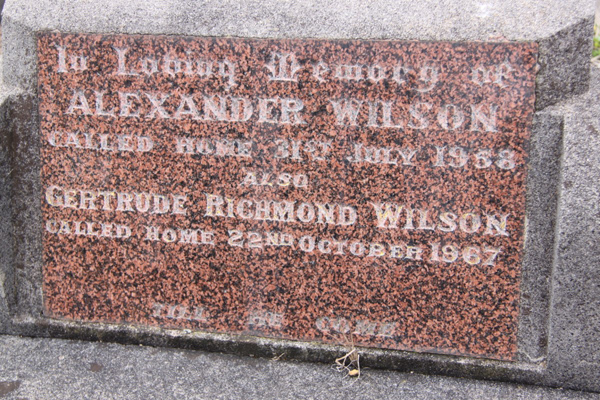 In Loving Memory of
ALEXANDER WILSON
CALLED HOME 31ST JULY 1938
ALSO
GERTRUDE RICHMOND WILSON
CALLED HOME 22ND OCTOBER 1967
TILL HE COME